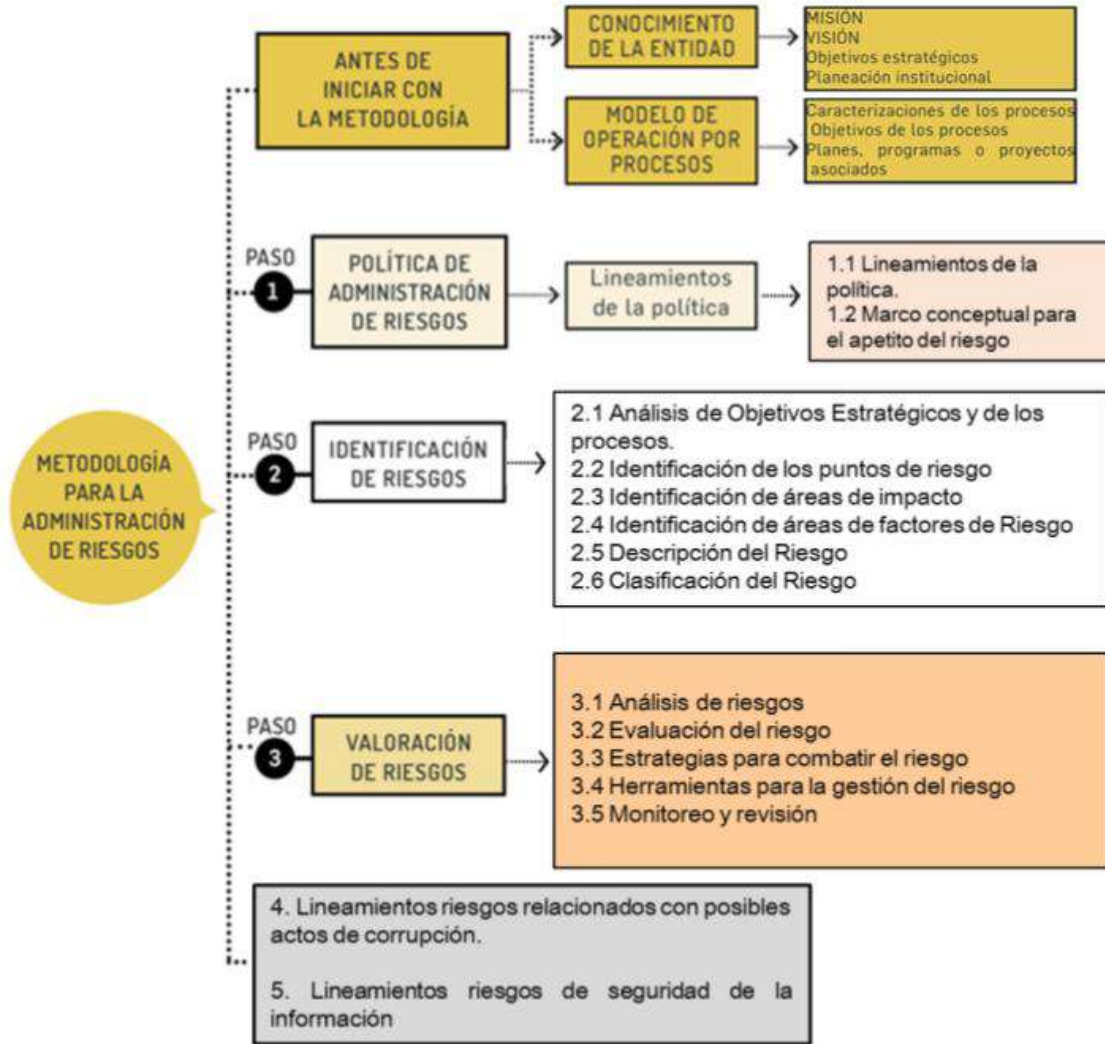 ANTES DE
INICIAR CON
LA METODOLOGÍA
CONOCIMIENTO
DE LA ENTIDAD
MISIÓN
VISIÓN
Objetivos estratégicos
Planeación institucional
MODELO DE
OPERACIÓN POR
PROCESOS
Caracterizaciones de los procesos
Objetivos de los procesos
Planes, programas o proyectos
asociados
PASO
1
POLÍTICA DE
ADMINISTRACIÓN
DE RIESGOS
Lineamientos
de la política
1.1 Lineamientos de la
política.
1.2 Marco conceptual para
el apetito del riesgo
METODOLOGÍA
PARA LA
ADMINISTRACIÓN
DE RIESGOS
PASO
2
IDENTIFICACIÓN
DE RIESGOS
2.1 Análisis de Objetivos Estratégicos y de los
procesos.
2.2 Identificación de los puntos de riesgo
2.3 Identificación de áreas de impacto
2.4 Identificación de áreas de factores de Riesgo
2.5 Descripción del Riesgo
2.6 Clasificación del Riesgo
PASO
3
VALORACIÓN
DE RIESGOS
3.1 Análisis de riesgos
3.2 Evaluación del riesgo
3.3 Estrategias para combatir el riesgo
3.4 Herramientas para la gestión del riesgo
3.5 Monitoreo y revisión
4. Lineamientos riesgos relacionados con posibles
actos de corrupción.
5. Lineamientos riesgos de seguridad de la
información